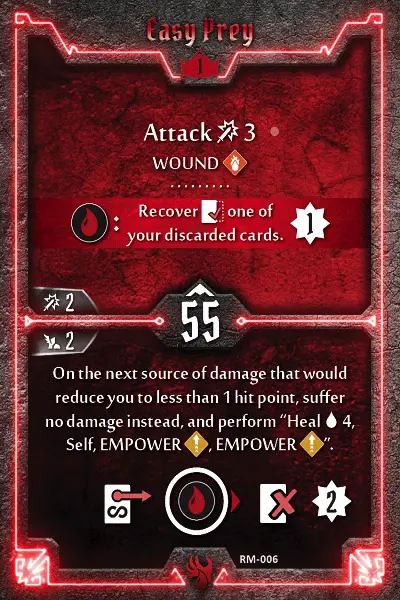 Easy Prey
1
Attack 3
WOUND
: Recover one of
your discarded cards.
1
2
55
2
On the next source of damage that would
reduce you to less than 1 hit point, suffer
no damage instead, and perform “Heal 4,
Self, EMPOWER , EMPOWER ”.
2
RM-006